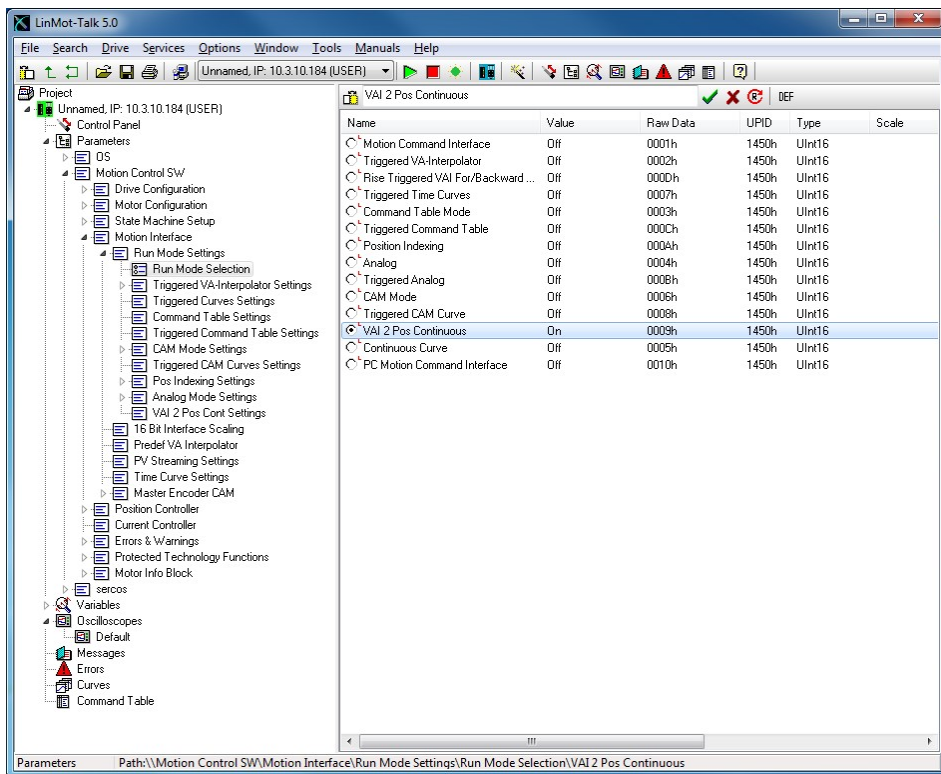 LinMot-Talk 5.0
File Search Drive Services Options Window Tools Manuals Help
Unnamed, IP: 10.3.10.184 (USER)
Project
Unnamed, IP: 10.3.10.184 (USER)
Control Panel
Parameters
OS
Motion Control SW
Drive Configuration
Motor Configuration
State Machine Setup
Motion Interface
Run Mode Settings
Run Mode Selection
Triggered VA-Interpolator Settings
Triggered Curves Settings
Command Table Settings
Triggered Command Table Settings
CAM Mode Settings
Triggered CAM Curves Settings
Pos Indexing Settings
Analog Mode Settings
VAI 2 Pos Cont Settings
16 Bit Interface Scaling
Predef VA Interpolator
PV Streaming Settings
Time Curve Settings
Master Encoder CAM
Position Controller
Current Controller
Errors & Warnings
Protected Technology Functions
Motor Info Block
sercos
Variables
Oscilloscopes
Default
Messages
Errors
Curves
Command Table
VAI 2 Pos Continuous DEF
Name Value Raw Data UPID Type Scale
Motion Command Interface Off 0001h 1450h UInt16
Triggered VA-Interpolator Off 0002h 1450h UInt16
Rise Triggered VAI For/Backward ... Off 000Dh 1450h UInt16
Triggered Time Curves Off 0007h 1450h UInt16
Command Table Mode Off 0003h 1450h UInt16
Triggered Command Table Off 000Ch 1450h UInt16
Position Indexing Off 000Ah 1450h UInt16
Analog Off 0004h 1450h UInt16
Triggered Analog Off 000Bh 1450h UInt16
CAM Mode Off 0006h 1450h UInt16
Triggered CAM Curve Off 0008h 1450h UInt16
VAI 2 Pos Continuous On 0009h 1450h UInt16
Continuous Curve Off 0005h 1450h UInt16
PC Motion Command Interface Off 0010h 1450h UInt16
Parameters Path:\\Motion Control SW\Motion Interface\Run Mode Settings\Run Mode Selection\VAI 2 Pos Continuous